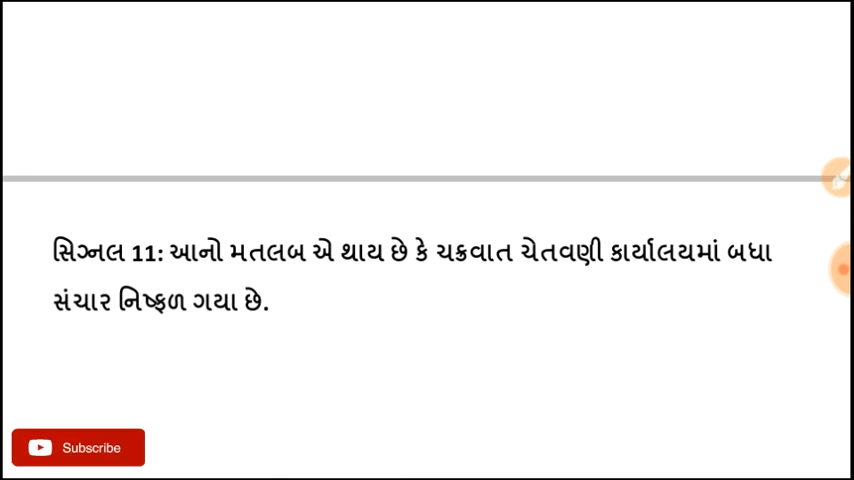 સિગ્નલ 11: આનો મતલબ એ થાય છે કે ચક્રવાત ચેતવણી કાર્યાલયમાં બધા
સંચાર નિષ્ફળ ગયા છે.
Subscribe